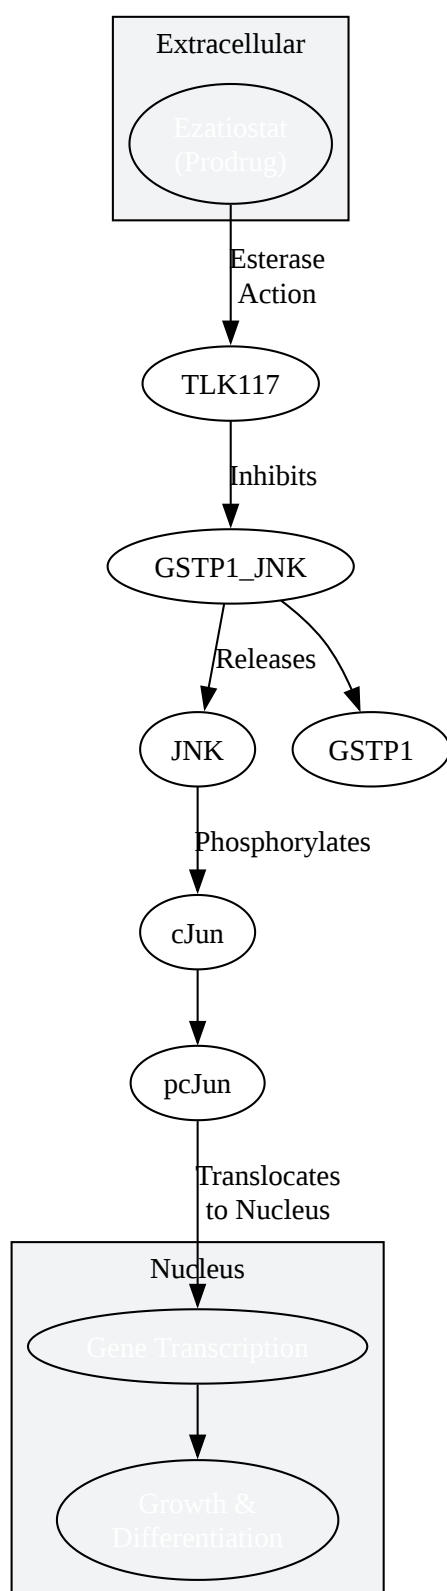 Extracellular
Ezatiostat
(Prodrug)
Esterase
Action
TLK117
Inhibits
GSTP1_JNK
Releases
JNK
GSTP1
Phosphorylates
cJun
pcJun
Translocates
to Nucleus
Nucleus
Gene Transcription
Growth &
Differentiation